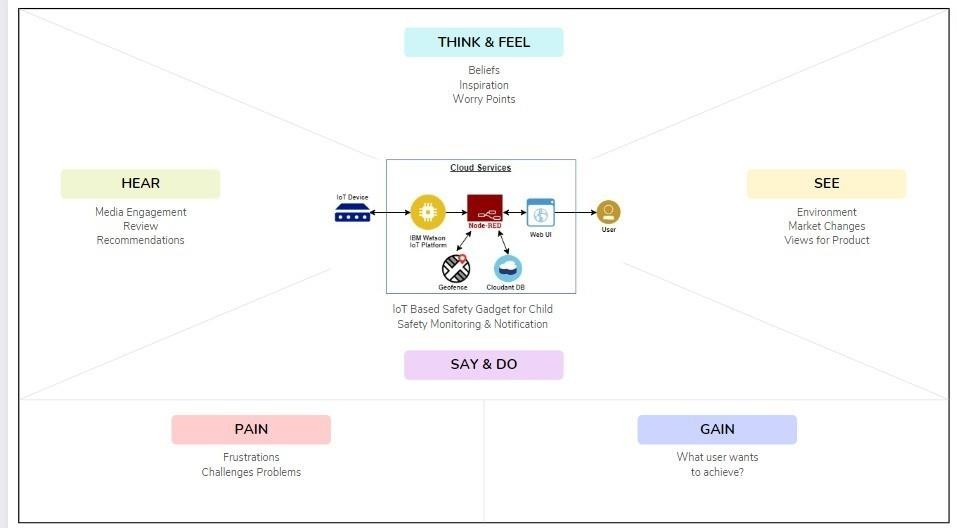 THINK & FEEL
Beliefs
Inspiration
Worry Points
HEAR
Media Engagement
Review
Recommendations
Cloud Services
IoT Device
IBM Watson
IoT Platform
Node-RED
Web UI
User
Geofence
Cloudant DB
SEE
Environment
Market Changes
Views for Product
IoT Based Safety Gadget for Child
Safety Monitoring & Notification
SAY & DO
PAIN
Frustrations
Challenges Problems
GAIN
What user wants
to achieve?